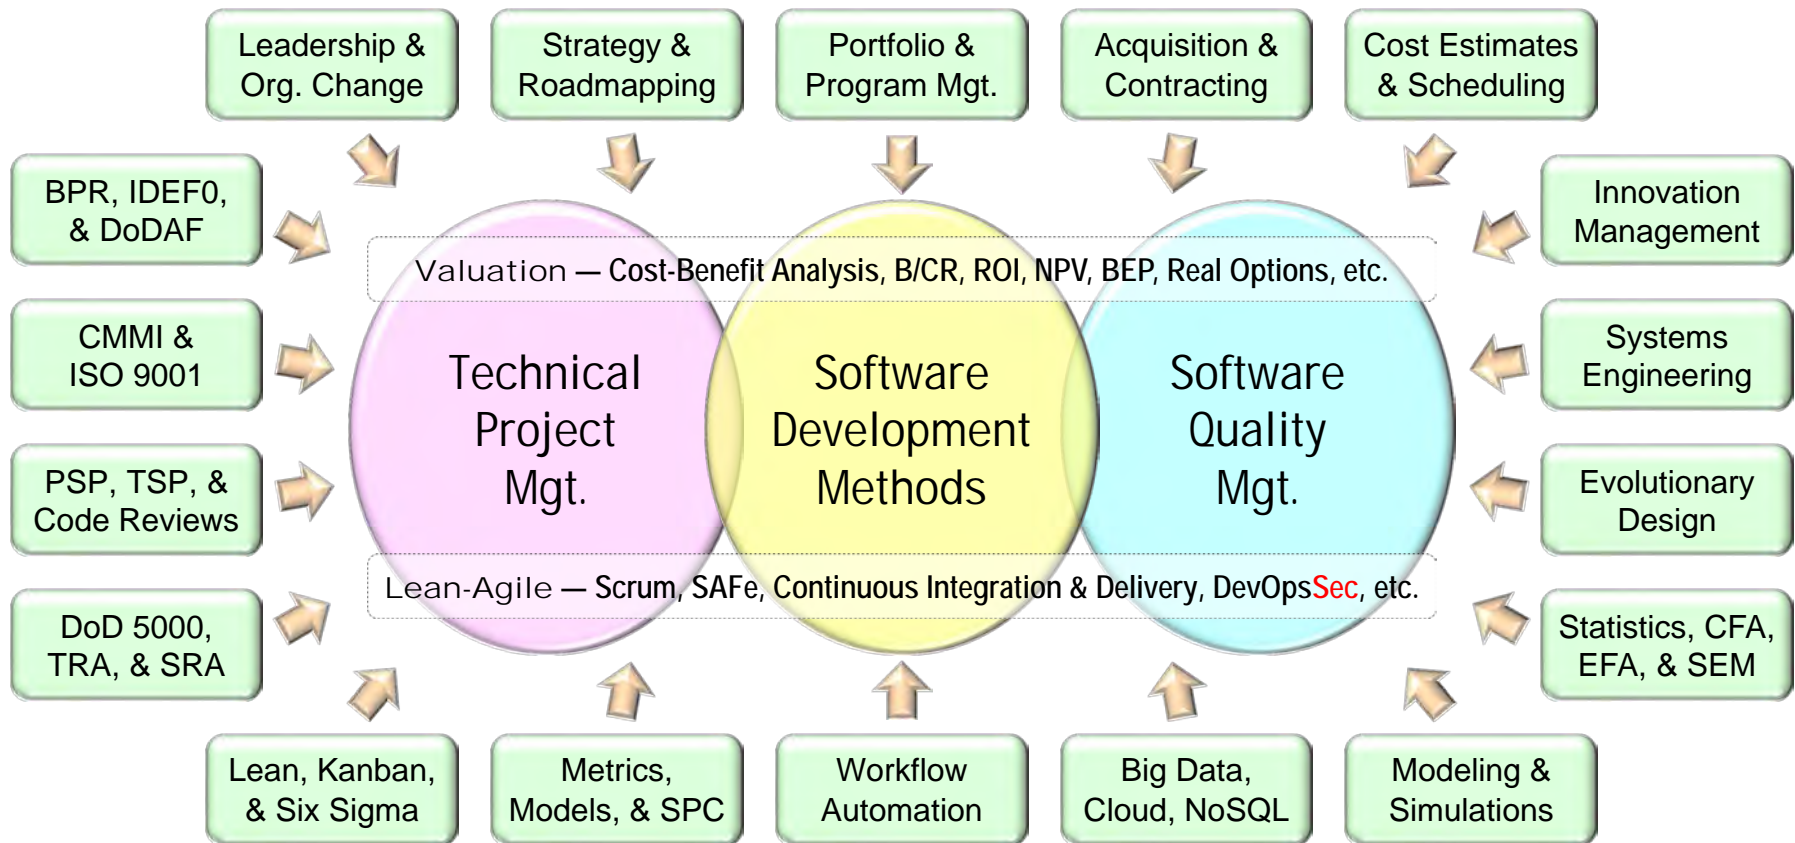 Leadership &
Org. Change
Strategy &
Roadmapping
Portfolio &
Program Mgt.
Acquisition &
Contracting
Cost Estimates
& Scheduling
BPR, IDEF0,
& DoDAF
Innovation
Management
Valuation — Cost-Benefit Analysis, B/CR, ROI, NPV, BEP, Real Options, etc.
CMMI &
ISO 9001
Technical
Project
Mgt.
Software
Development
Methods
Software
Quality
Mgt.
Systems
Engineering
PSP, TSP, &
Code Reviews
Evolutionary
Design
Lean-Agile — Scrum, SAFe, Continuous Integration & Delivery, DevOpsSec, etc.
DoD 5000,
TRA, & SRA
Statistics, CFA,
EFA, & SEM
Lean, Kanban,
& Six Sigma
Metrics,
Models, & SPC
Workflow
Automation
Big Data,
Cloud, NoSQL
Modeling &
Simulations